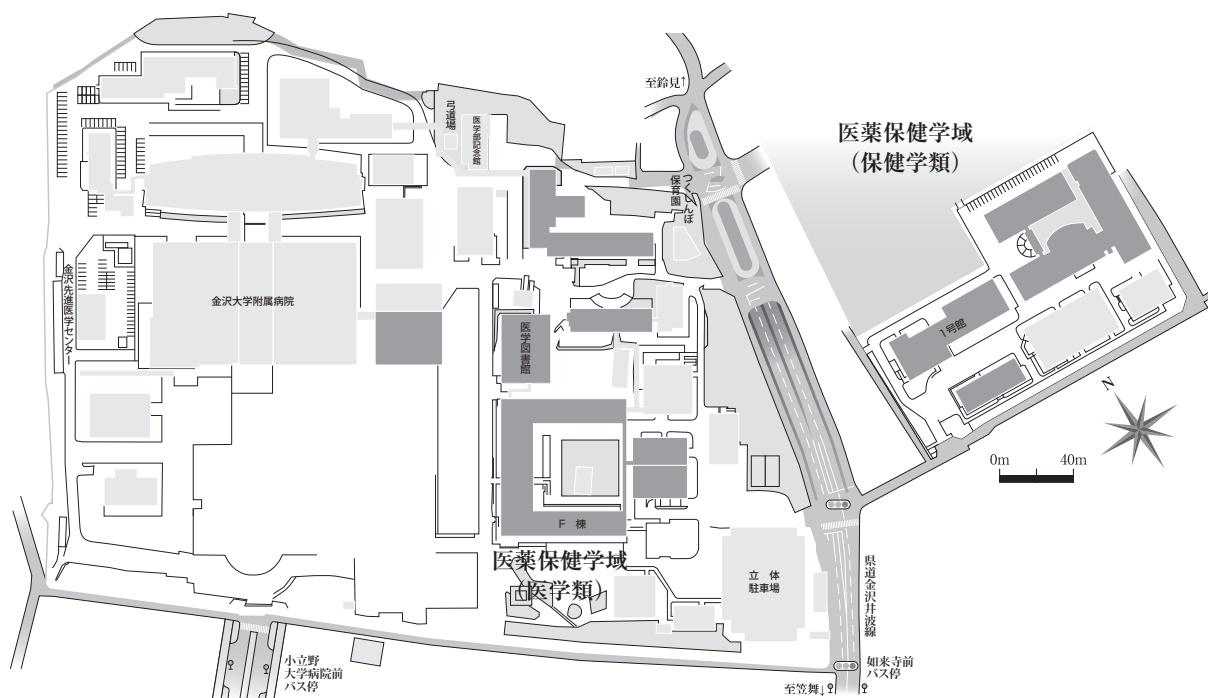 至鈴見↑
医薬保健学域
（保健学類）
弓道場
医学部記念館
つくしんぼ
保育園
金沢大学附属病院
金沢先進医学センター
医学図書館
1号館
N
0m
40m
F 棟
医薬保健学域
（医学類）
立 体
駐車場
県道金沢井波線
小立野
大学病院前
バス停
如来寺前
バス停
至笠舞↓